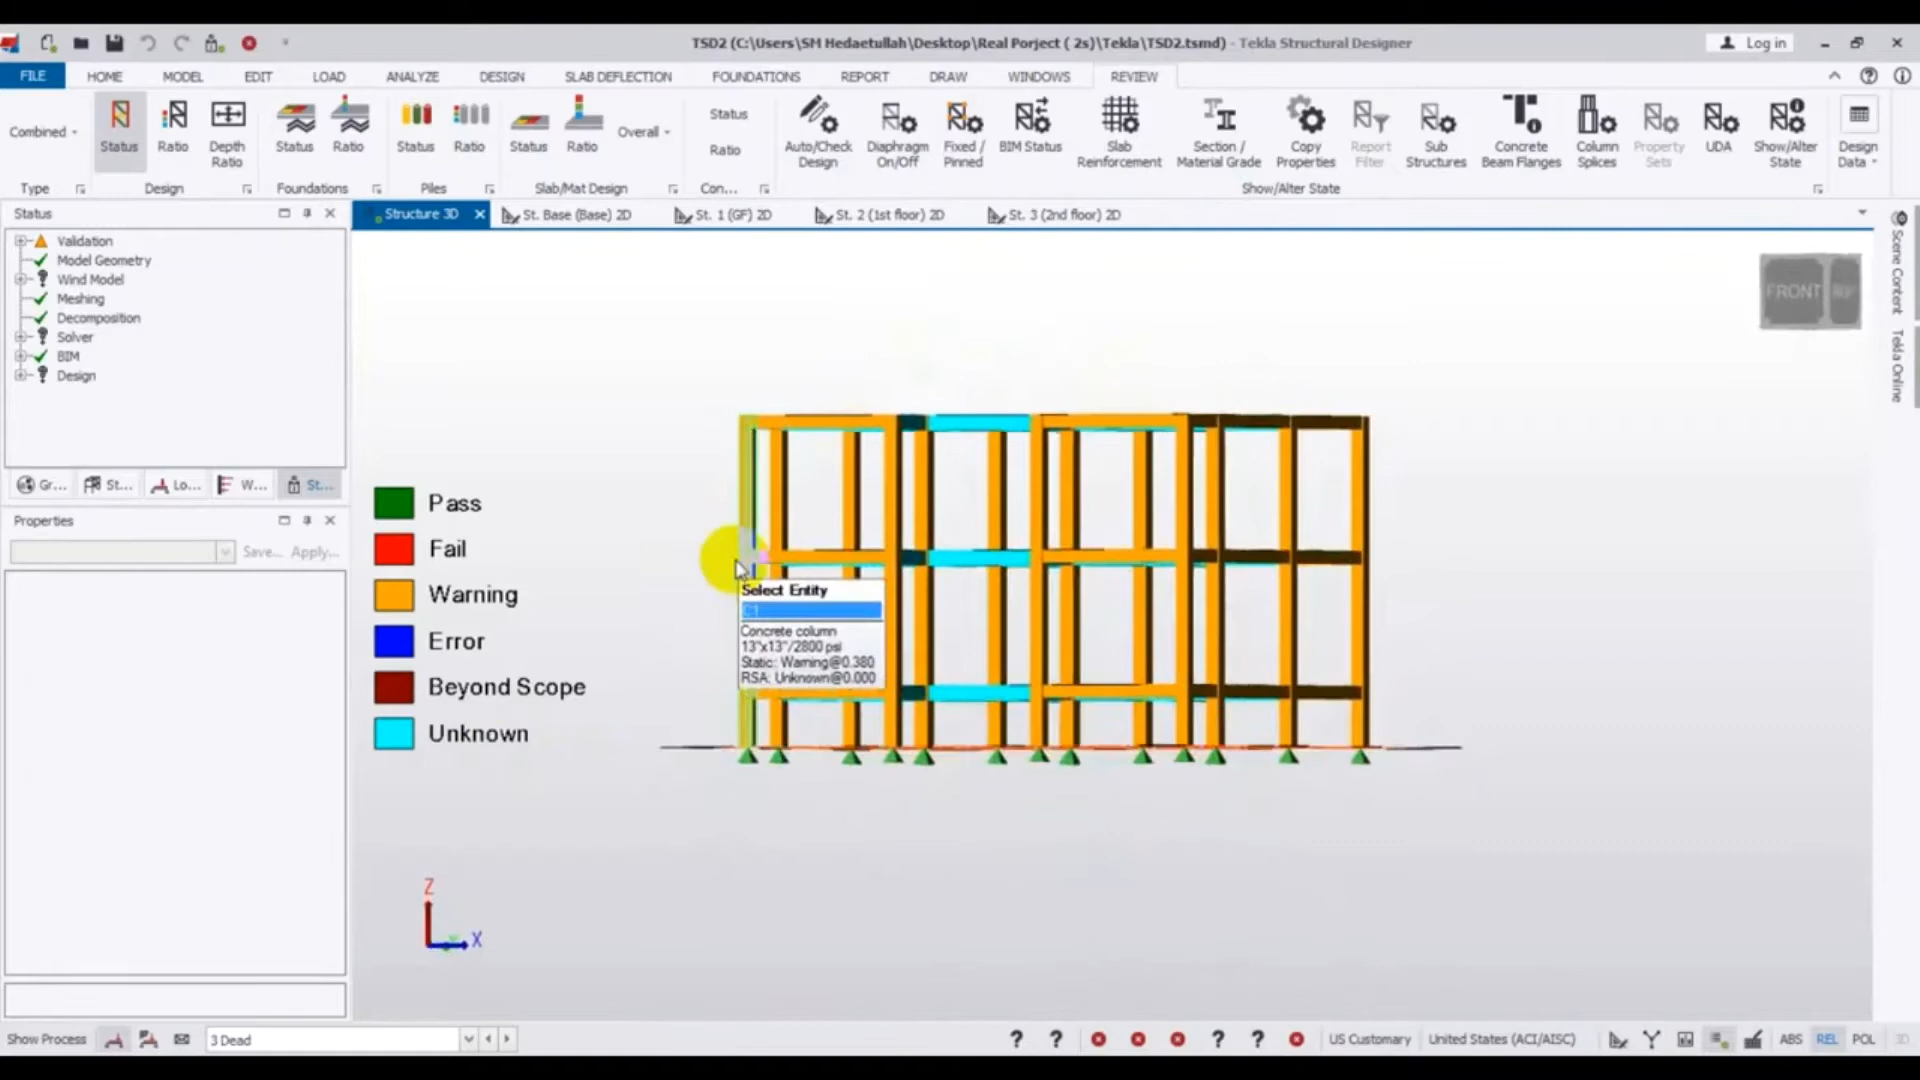 TSD2 (C:\Users\SM Hedaetullah\Desktop\Real Porject ( 2s)\Tekla\TSD2.tsmd) - Tekla Structural Designer
Log in
FILE HOME MODEL EDIT LOAD ANALYZE DESIGN SLAB DEFLECTION FOUNDATIONS REPORT DRAW WINDOWS REVIEW
Combined
Status
Ratio
Depth
Ratio
Status
Ratio
Status
Ratio
Status
Ratio
Overall
Status
Ratio
Auto/Check
Design
Diaphragm
On/Off
Fixed /
Pinned
BIM Status
Slab
Reinforcement
Section /
Material Grade
Copy
Properties
Report
Filter
Sub
Structures
Concrete
Beam Flanges
Column
Splices
Property
Sets
UDA
Show/Alter
State
Design
Data
Type Design Foundations Piles Slab/Mat Design Con... Show/Alter State
Status
Structure 3D St. Base (Base) 2D St. 1 (GF) 2D St. 2 (1st floor) 2D St. 3 (2nd floor) 2D
Validation
Model Geometry
Wind Model
Meshing
Decomposition
Solver
BIM
Design
Gr... St... Lo... W... St...
Properties
Save... Apply...
Pass
Fail
Warning
Error
Beyond Scope
Unknown
Select Entity
Concrete column
13"x13"/2800 psi
Static: Warning@0.380
RSA: Unknown@0.000
FRONT
Scene Content
Tekla Online
Z
X
Show Process
3 Dead
US Customary United States (ACI/AISC) ABS REL POL